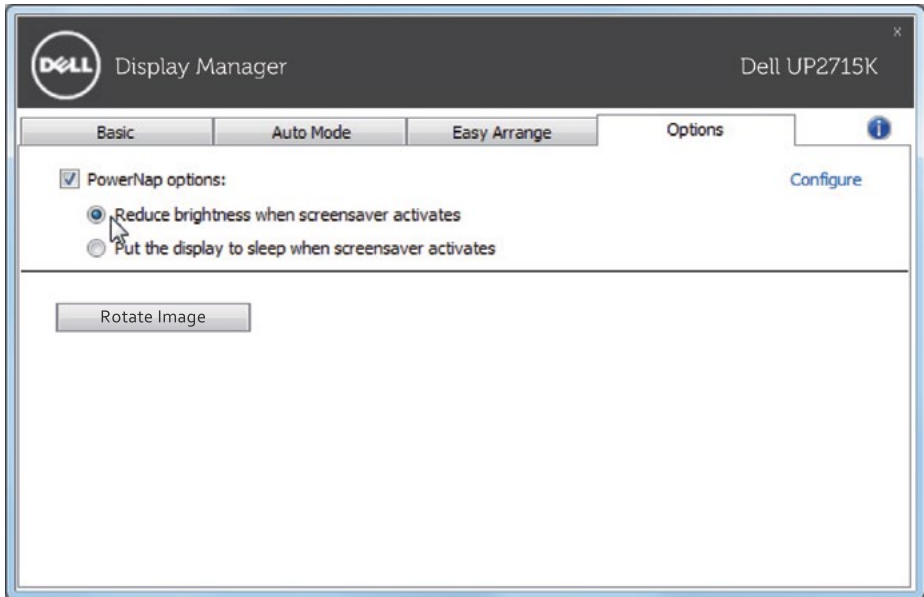 x
DELL Display Manager Dell UP2715K
Basic Auto Mode Easy Arrange Options i
PowerNap options: Configure
Reduce brightness when screensaver activates
Put the display to sleep when screensaver activates
Rotate Image